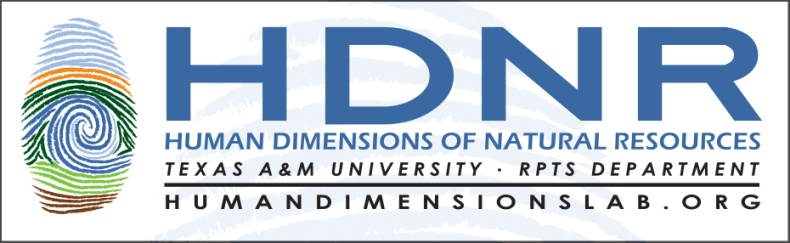 HDNR
HUMAN DIMENSIONS OF NATURAL RESOURCES
TEXAS A&M UNIVERSITY · RPTS DEPARTMENT
HUMANDIMENSIONSLAB.ORG